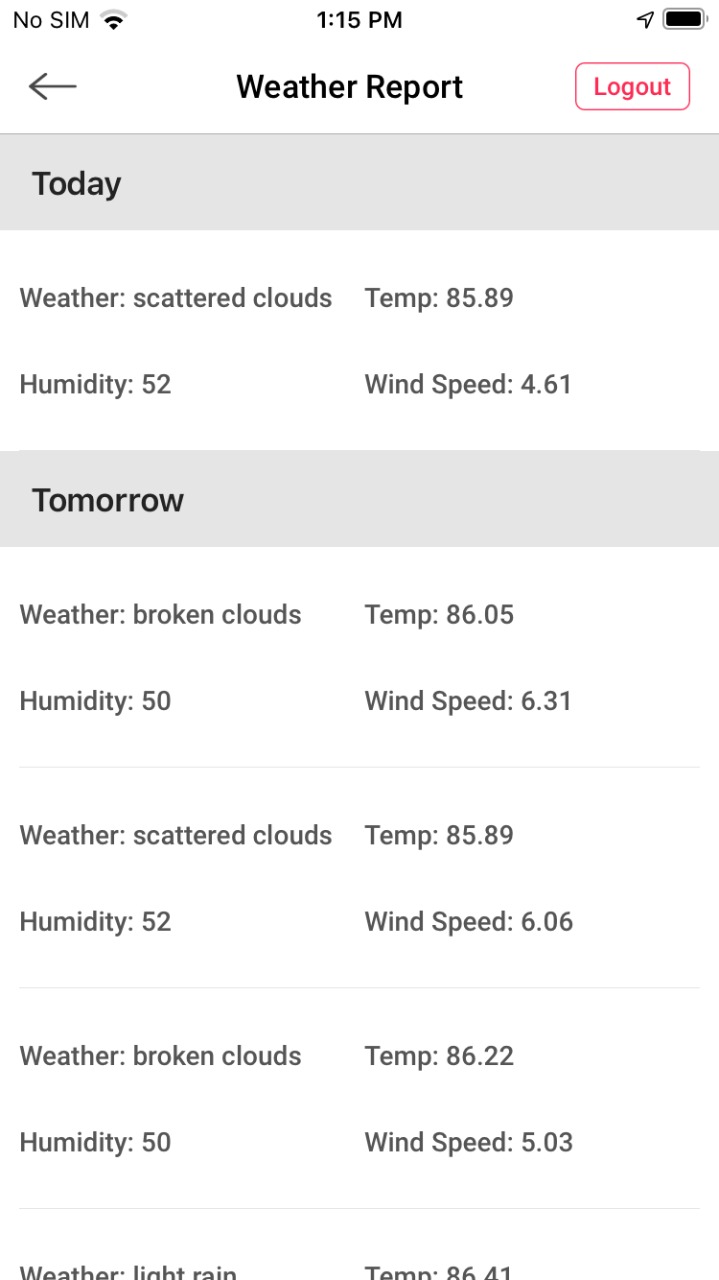 No SIM 1:15 PM
Weather Report Logout
Today
Weather: scattered clouds Temp: 85.89
Humidity: 52 Wind Speed: 4.61
Tomorrow
Weather: broken clouds Temp: 86.05
Humidity: 50 Wind Speed: 6.31
Weather: scattered clouds Temp: 85.89
Humidity: 52 Wind Speed: 6.06
Weather: broken clouds Temp: 86.22
Humidity: 50 Wind Speed: 5.03
Weather: light rain Temp: 86.41